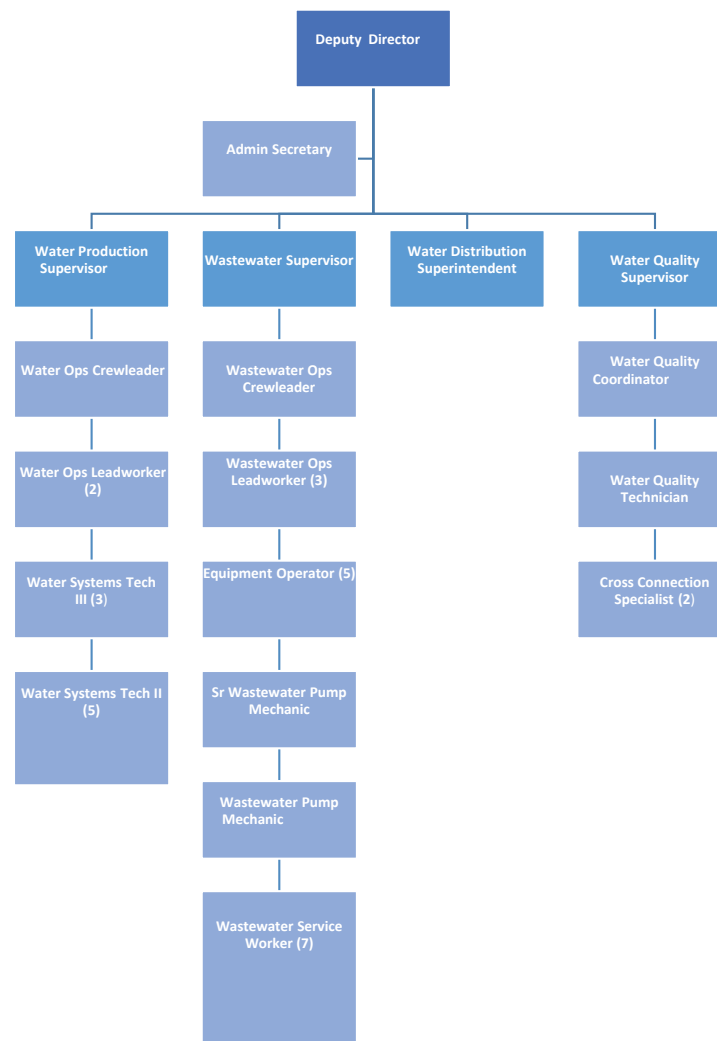 Deputy Director
Admin Secretary
Water Production
Supervisor
Wastewater Supervisor
Water Distribution
Superintendent
Water Quality
Supervisor
Water Ops Crewleader
Wastewater Ops
Crewleader
Water Quality
Coordinator
Water Ops Leadworker
(2)
Wastewater Ops
Leadworker (3)
Water Quality
Technician
Water Systems Tech
III (3)
Equipment Operator (5)
Cross Connection
Specialist (2)
Water Systems Tech II
(5)
Sr Wastewater Pump
Mechanic
Wastewater Pump
Mechanic
Wastewater Service
Worker (7)